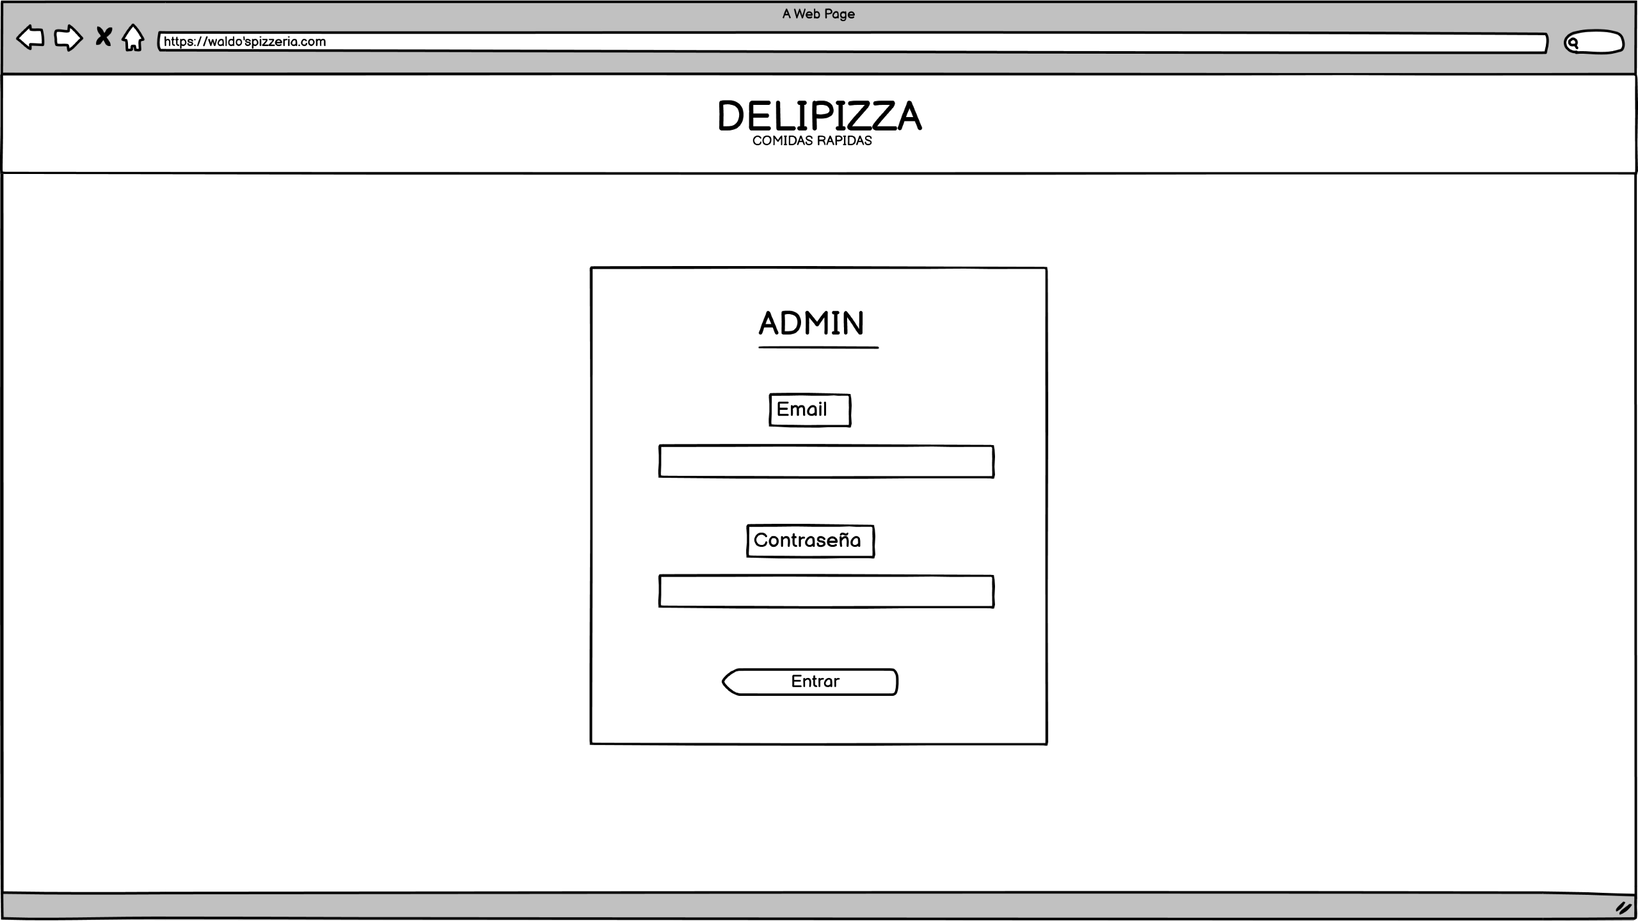 A Web Page
https://waldo'spizzeria.com
DELIPIZZA
COMIDAS RAPIDAS
ADMIN
Email
Contraseña
Entrar